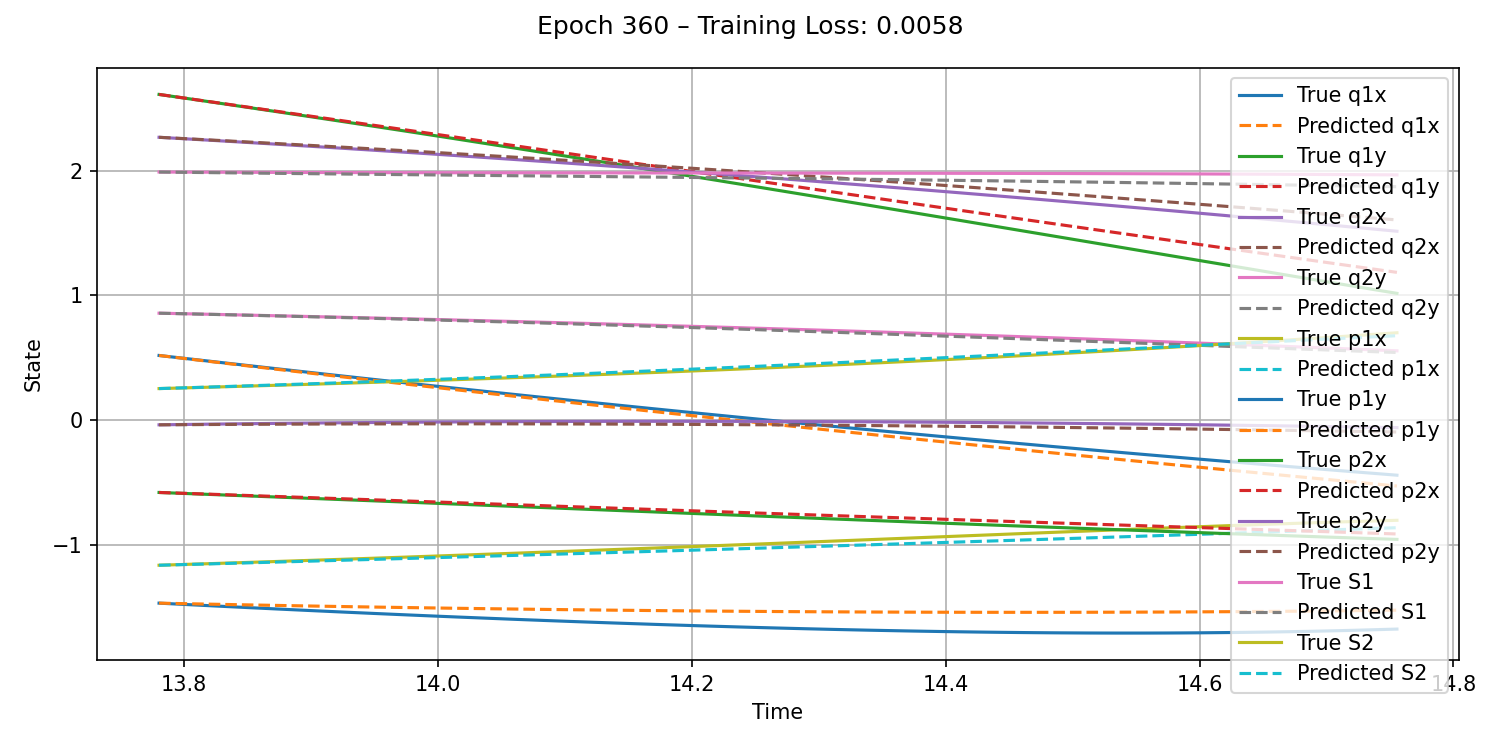 Epoch 360 – Training Loss: 0.0058
State
2
1
0
−1
13.8
14.0
14.2
14.4
14.6
14.8
Time
True q1x
Predicted q1x
True q1y
Predicted q1y
True q2x
Predicted q2x
True q2y
Predicted q2y
True p1x
Predicted p1x
True p1y
Predicted p1y
True p2x
Predicted p2x
True p2y
Predicted p2y
True S1
Predicted S1
True S2
Predicted S2